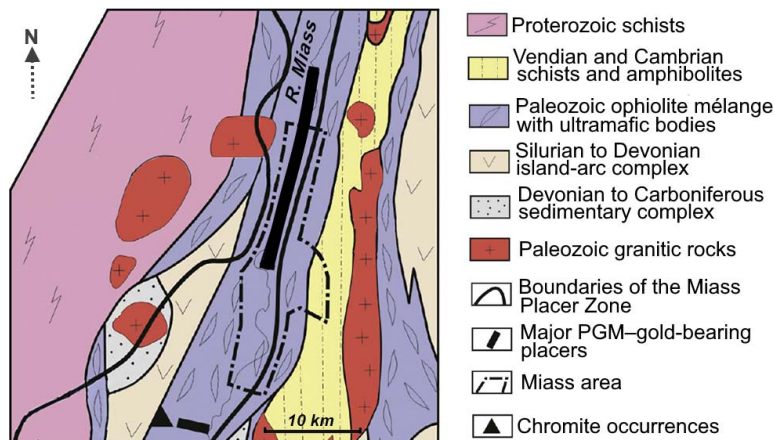 N
R. Miass
10 km
Proterozoic schists
Vendian and Cambrian
schists and amphibolites
Paleozoic ophiolite mélange
with ultramafic bodies
Silurian to Devonian
island-arc complex
Devonian to Carboniferous
sedimentary complex
Paleozoic granitic rocks
Boundaries of the Miass
Placer Zone
Major PGM–gold-bearing
placers
Miass area
Chromite occurrences